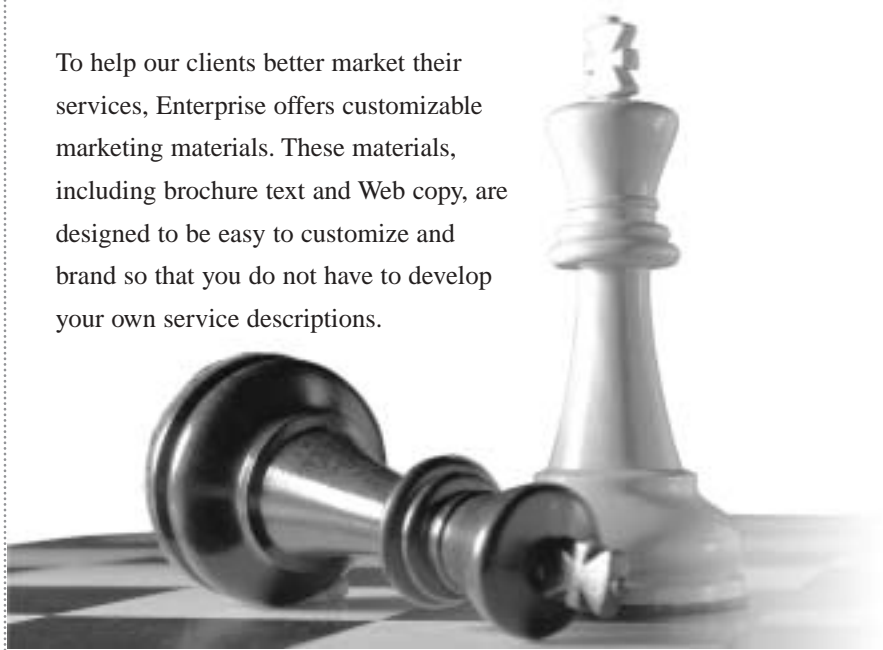 To help our clients better market their
services, Enterprise offers customizable
marketing materials. These materials,
including brochure text and Web copy, are
designed to be easy to customize and
brand so that you do not have to develop
your own service descriptions.